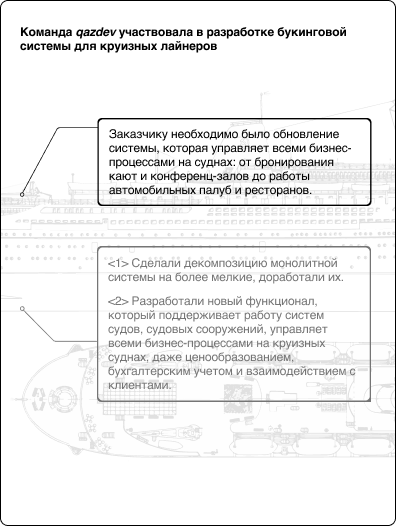 Команда qazdev участвовала в разработке букинговой
системы для круизных лайнеров
Заказчику необходимо было обновление
системы, которая управляет всеми бизнес-
процессами на суднах: от бронирования
кают и конференц-залов до работы
автомобильных палуб и ресторанов.
<1> Сделали декомпозицию монолитной
системы на более мелкие, доработали их.
<2> Разработали новый функционал,
который поддерживает работу систем
судов, судовых сооружений, управляет
всеми бизнес-процессами на круизных
суднах, даже ценообразованием,
бухгалтерским учетом и взаимодействием с
клиентами.